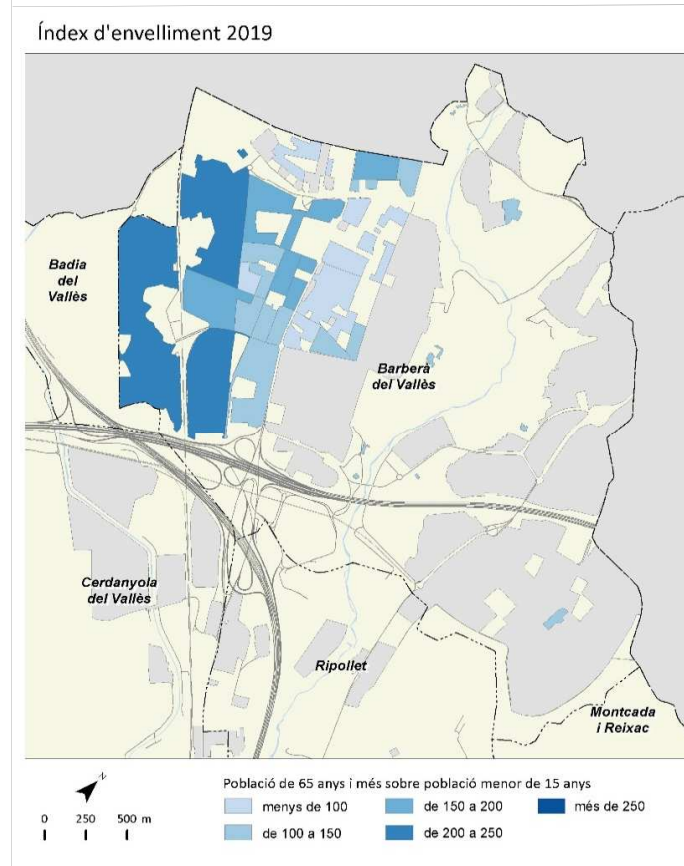 Índex d'envelliment 2019
Badia
del
Vallès
Barberà
del Vallès
Cerdanyola
del Vallès
Ripollet
Montcada
i Reixac
N
0 250 500 m
Població de 65 anys i més sobre població menor de 15 anys
menys de 100
de 150 a 200
més de 250
de 100 a 150
de 200 a 250